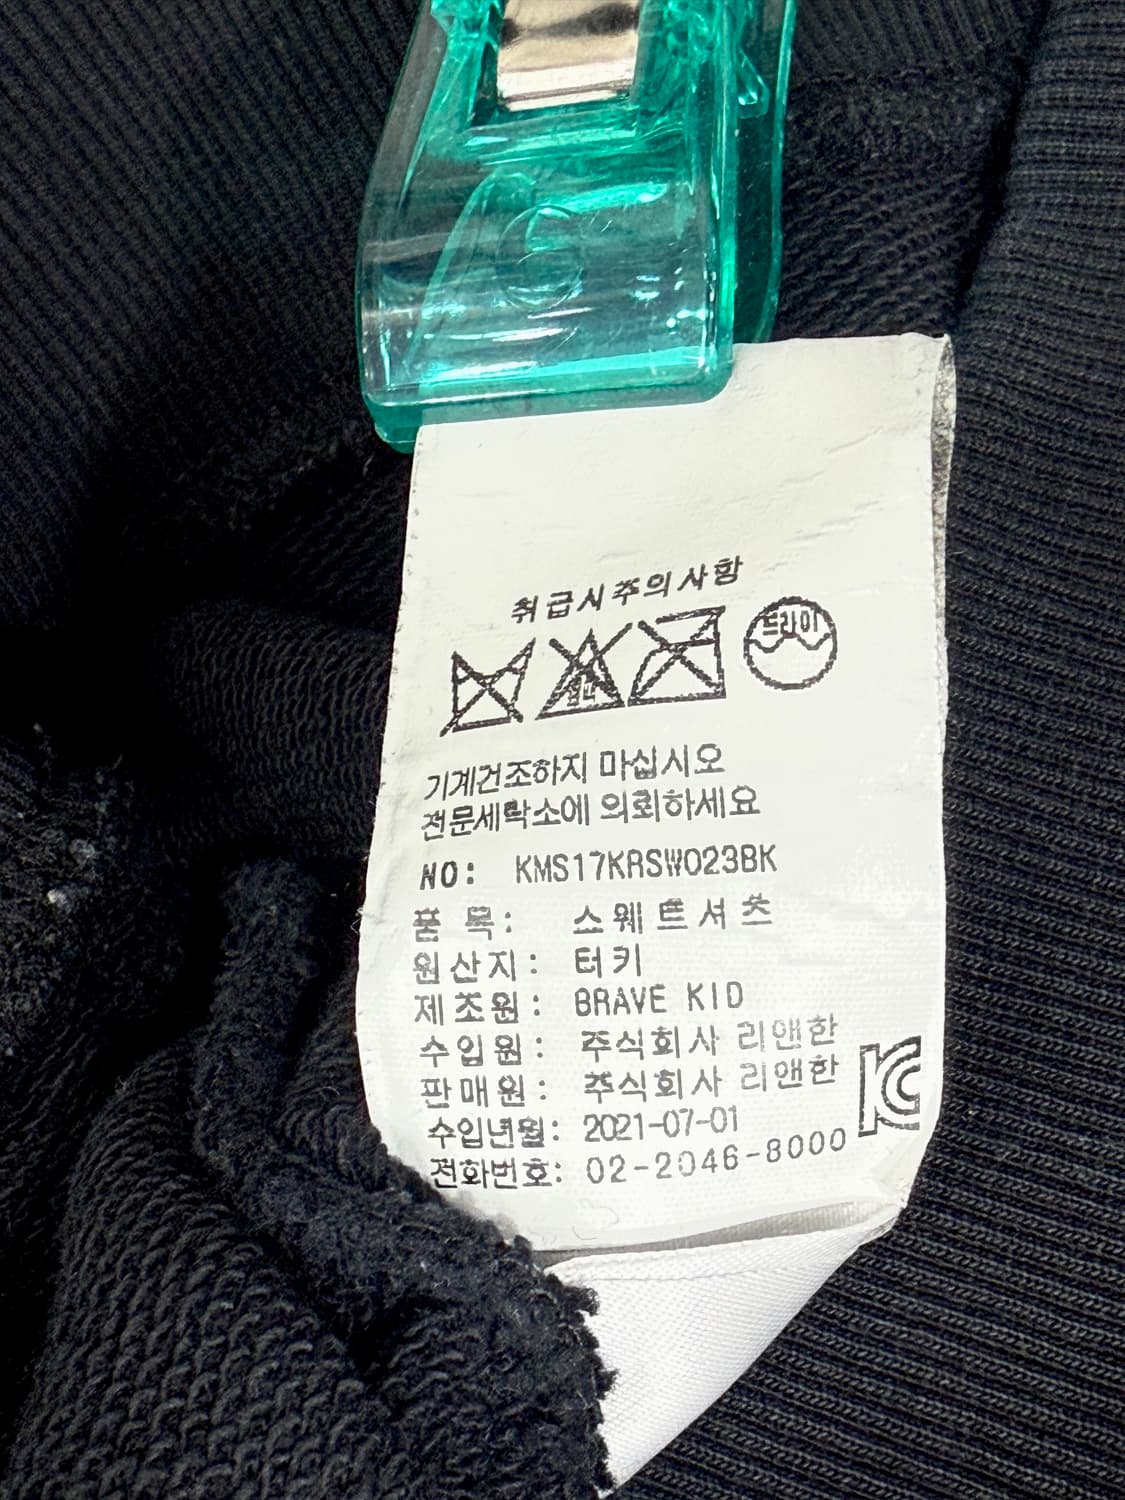 취급시주의사항
드라이
기계건조하지 마십시오
전문세탁소에 의뢰하세요
NO: KMS17KRSW023BK
품 목: 스웨트셔츠
원산지: 터키
제조원: BRAVE KID
수입원: 주식회사 리앤한
판매원: 주식회사 리앤한
수입년월: 2021-07-01
전화번호: 02-2046-8000
KC